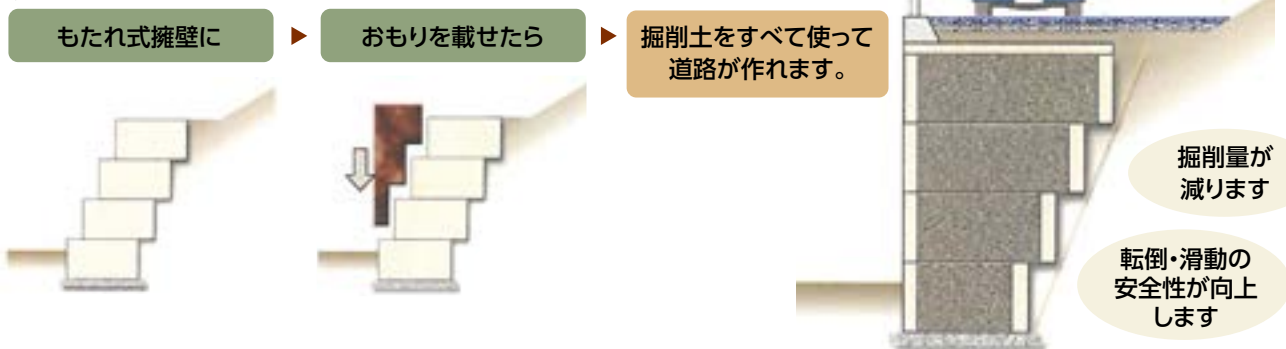 もたれ式擁壁に
おもりを載せたら
掘削土をすべて使って
道路が作れます。
掘削量が
減ります
転倒・滑動の
安全性が向上
します